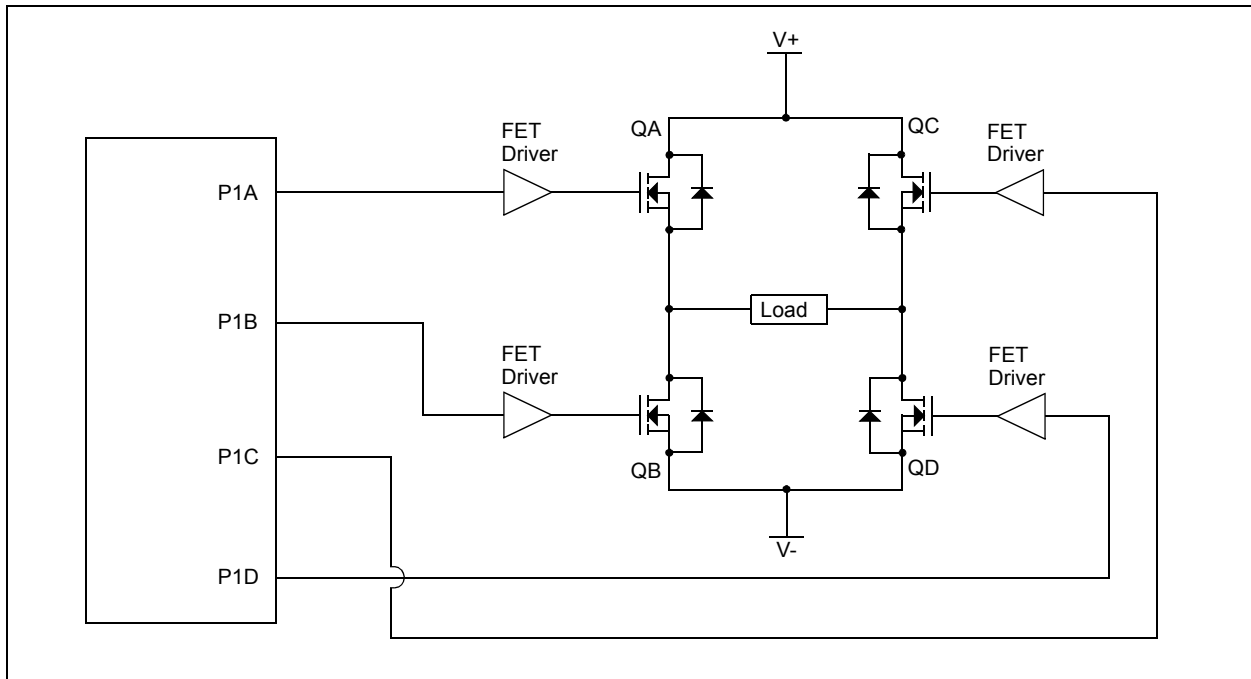 V+
FET
Driver
QA
QC
FET
Driver
P1A
P1B
Load
FET
Driver
FET
Driver
P1C
QB
QD
V-
P1D